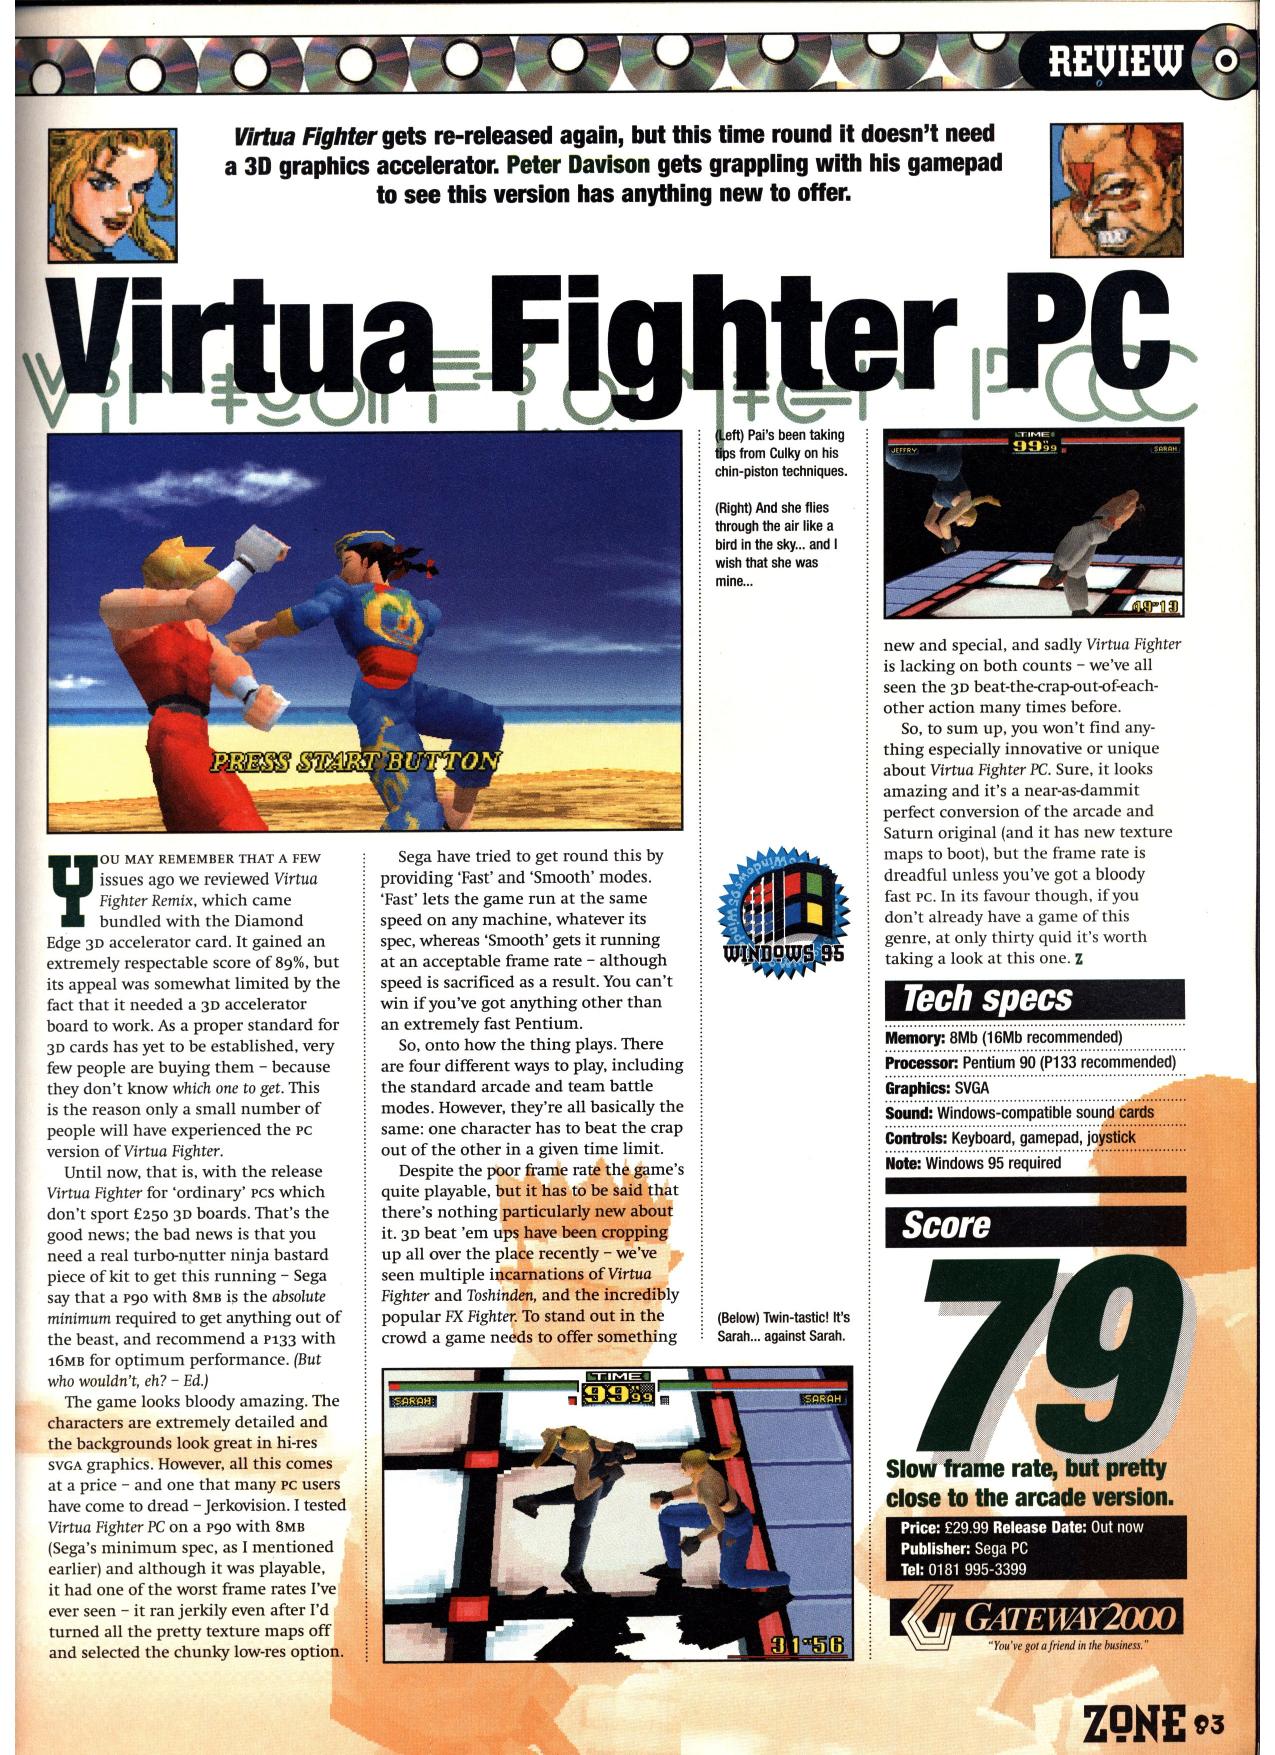 REVIEW
Virtua Fighter gets re-released again, but this time round it doesn't need
a 3D graphics accelerator. Peter Davison gets grappling with his gamepad
to see this version has anything new to offer.
Virtua Fighter PC
PRESS START BUTTON
(Left) Pai's been taking
tips from Culky on his
chin-piston techniques.
(Right) And she flies
through the air like a
bird in the sky... and I
wish that she was
mine...
TIME
JEFFRY
99"99
SARAH
49"13
YOU MAY REMEMBER THAT A FEW
issues ago we reviewed Virtua
Fighter Remix, which came
bundled with the Diamond
Edge 3D accelerator card. It gained an
extremely respectable score of 89%, but
its appeal was somewhat limited by the
fact that it needed a 3D accelerator
board to work. As a proper standard for
3D cards has yet to be established, very
few people are buying them – because
they don't know which one to get. This
is the reason only a small number of
people will have experienced the PC
version of Virtua Fighter.
Until now, that is, with the release
Virtua Fighter for 'ordinary' PCs which
don't sport £250 3D boards. That's the
good news; the bad news is that you
need a real turbo-nutter ninja bastard
piece of kit to get this running – Sega
say that a P90 with 8MB is the absolute
minimum required to get anything out of
the beast, and recommend a P133 with
16MB for optimum performance. (But
who wouldn't, eh? – Ed.)
The game looks bloody amazing. The
characters are extremely detailed and
the backgrounds look great in hi-res
SVGA graphics. However, all this comes
at a price – and one that many PC users
have come to dread – Jerkovision. I tested
Virtua Fighter PC on a P90 with 8MB
(Sega's minimum spec, as I mentioned
earlier) and although it was playable,
it had one of the worst frame rates I've
ever seen – it ran jerkily even after I'd
turned all the pretty texture maps off
and selected the chunky low-res option.
Sega have tried to get round this by
providing 'Fast' and 'Smooth' modes.
'Fast' lets the game run at the same
speed on any machine, whatever its
spec, whereas 'Smooth' gets it running
at an acceptable frame rate – although
speed is sacrificed as a result. You can't
win if you've got anything other than
an extremely fast Pentium.
So, onto how the thing plays. There
are four different ways to play, including
the standard arcade and team battle
modes. However, they're all basically the
same: one character has to beat the crap
out of the other in a given time limit.
Despite the poor frame rate the game's
quite playable, but it has to be said that
there's nothing particularly new about
it. 3D beat 'em ups have been cropping
up all over the place recently – we've
seen multiple incarnations of Virtua
Fighter and Toshinden, and the incredibly
popular FX Fighter. To stand out in the
crowd a game needs to offer something
WINDOWS 95
(Below) Twin-tastic! It's
Sarah... against Sarah.
TIME
SARAH
99"99
SARAH
31"56
new and special, and sadly Virtua Fighter
is lacking on both counts – we've all
seen the 3D beat-the-crap-out-of-each-
other action many times before.
So, to sum up, you won't find any-
thing especially innovative or unique
about Virtua Fighter PC. Sure, it looks
amazing and it's a near-as-dammit
perfect conversion of the arcade and
Saturn original (and it has new texture
maps to boot), but the frame rate is
dreadful unless you've got a bloody
fast PC. In its favour though, if you
don't already have a game of this
genre, at only thirty quid it's worth
taking a look at this one. Z
Tech specs
Memory: 8Mb (16Mb recommended)
Processor: Pentium 90 (P133 recommended)
Graphics: SVGA
Sound: Windows-compatible sound cards
Controls: Keyboard, gamepad, joystick
Note: Windows 95 required
Score
79
Slow frame rate, but pretty
close to the arcade version.
Price: £29.99 Release Date: Out now
Publisher: Sega PC
Tel: 0181 995-3399
GATEWAY2000
"You've got a friend in the business."
ZONE 83